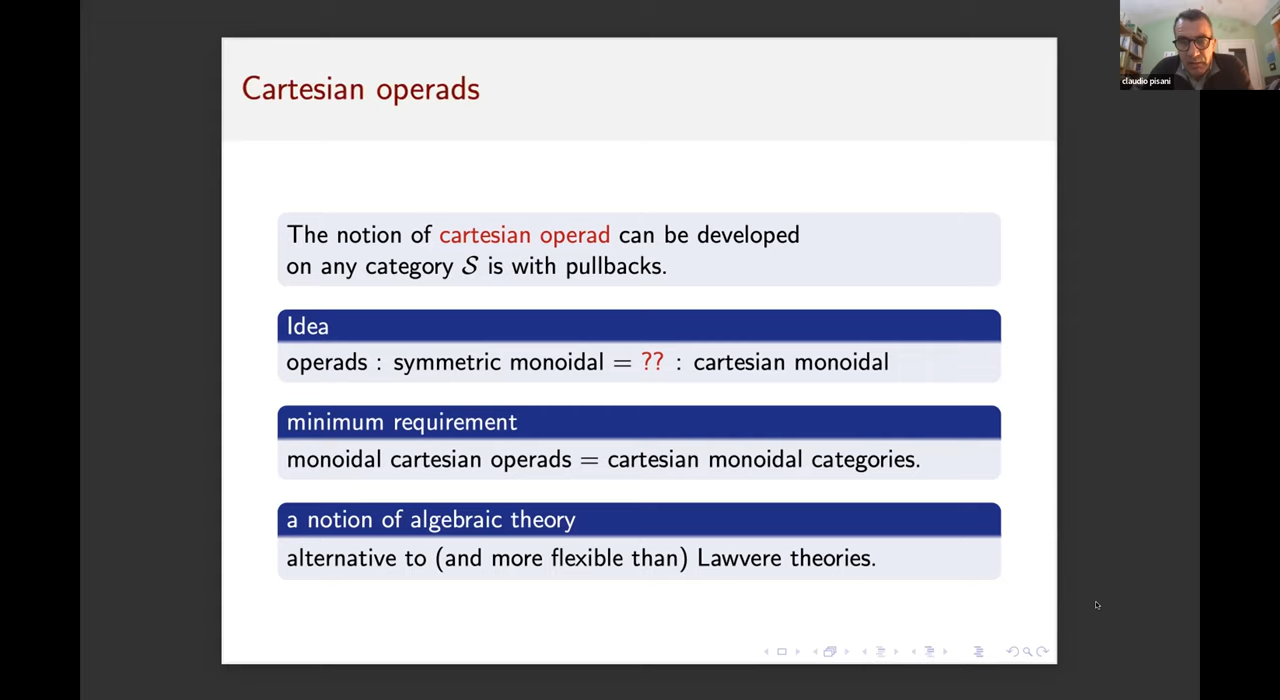 Cartesian operads
claudio pisani
The notion of cartesian operad can be developed
on any category 𝒮 is with pullbacks.
Idea
operads : symmetric monoidal = ?? : cartesian monoidal
minimum requirement
monoidal cartesian operads = cartesian monoidal categories.
a notion of algebraic theory
alternative to (and more flexible than) Lawvere theories.